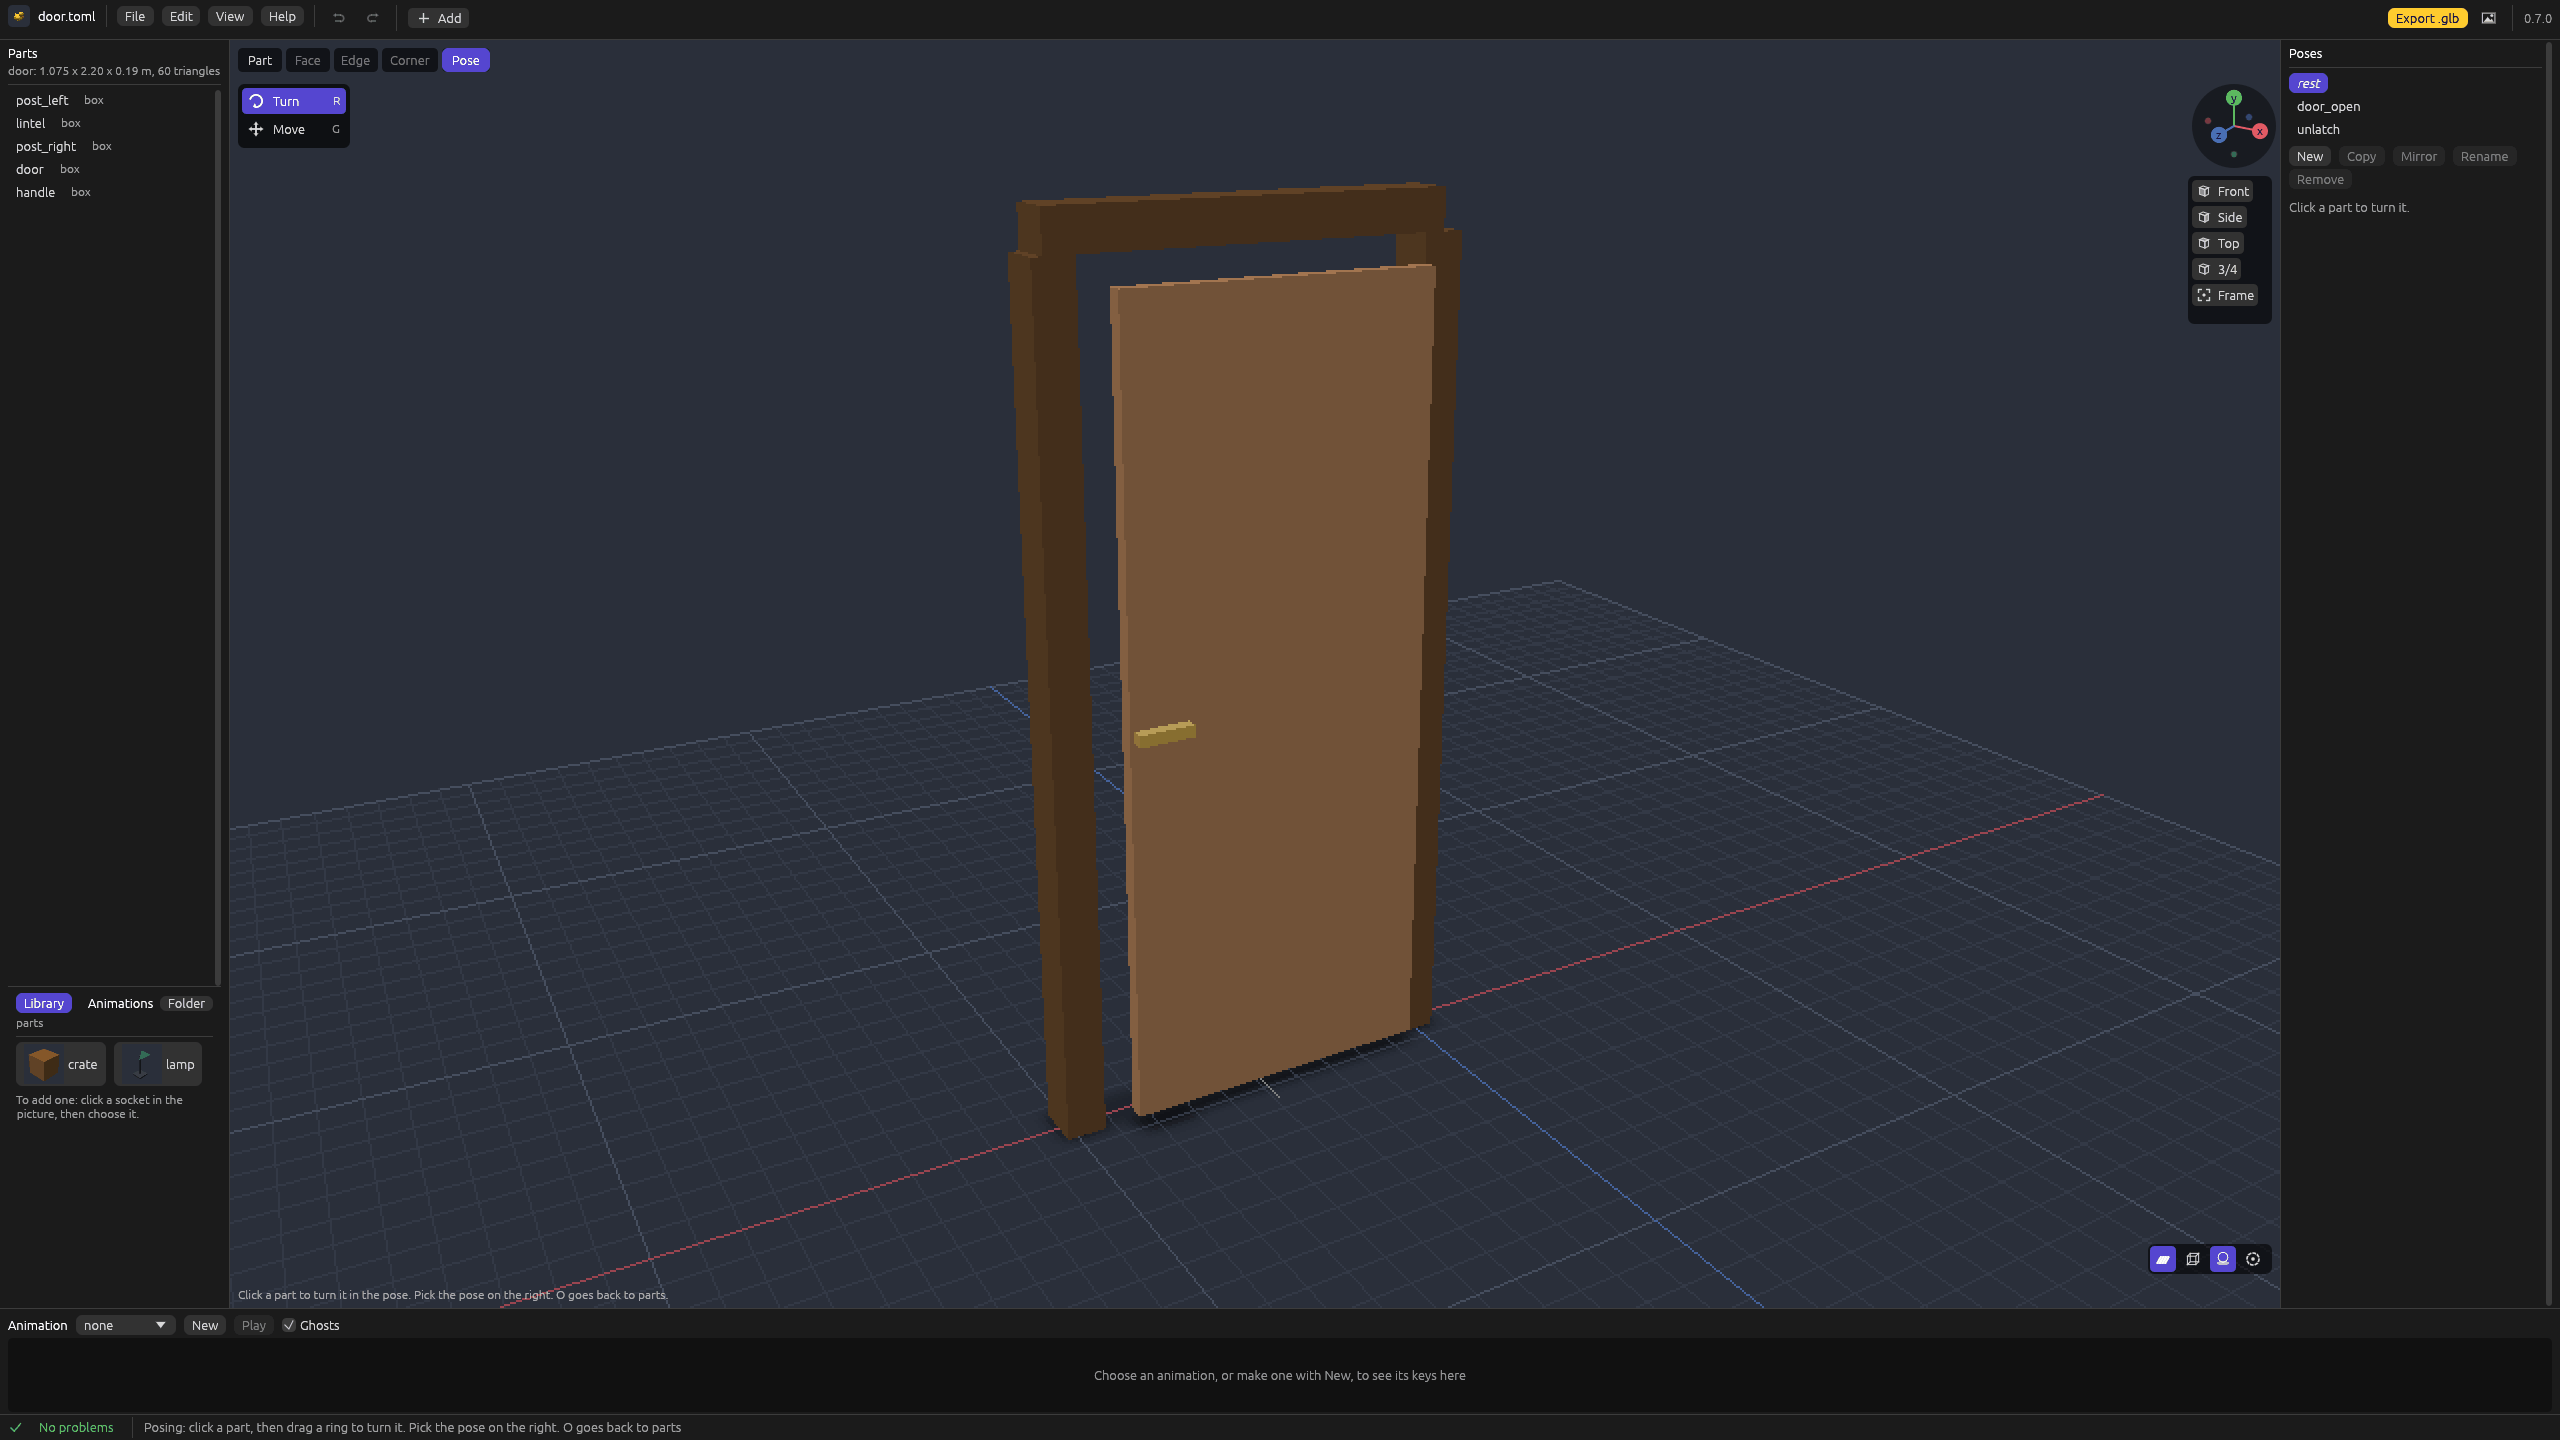 door.toml File Edit View Help Add Export .glb 0.7.0
Parts
door: 1.075 x 2.20 x 0.19 m, 60 triangles
post_left box
lintel box
post_right box
door box
handle box
Part Face Edge Corner Pose
Turn R
Move G
y
x
z
Front
Side
Top
3/4
Frame
Poses
rest
door_open
unlatch
New Copy Mirror Rename
Remove
Click a part to turn it.
Library Animations Folder
parts
crate lamp
To add one: click a socket in the
picture, then choose it.
Click a part to turn it in the pose. Pick the pose on the right. O goes back to parts.
Animation none New Play Ghosts
Choose an animation, or make one with New, to see its keys here
No problems Posing: click a part, then drag a ring to turn it. Pick the pose on the right. O goes back to parts